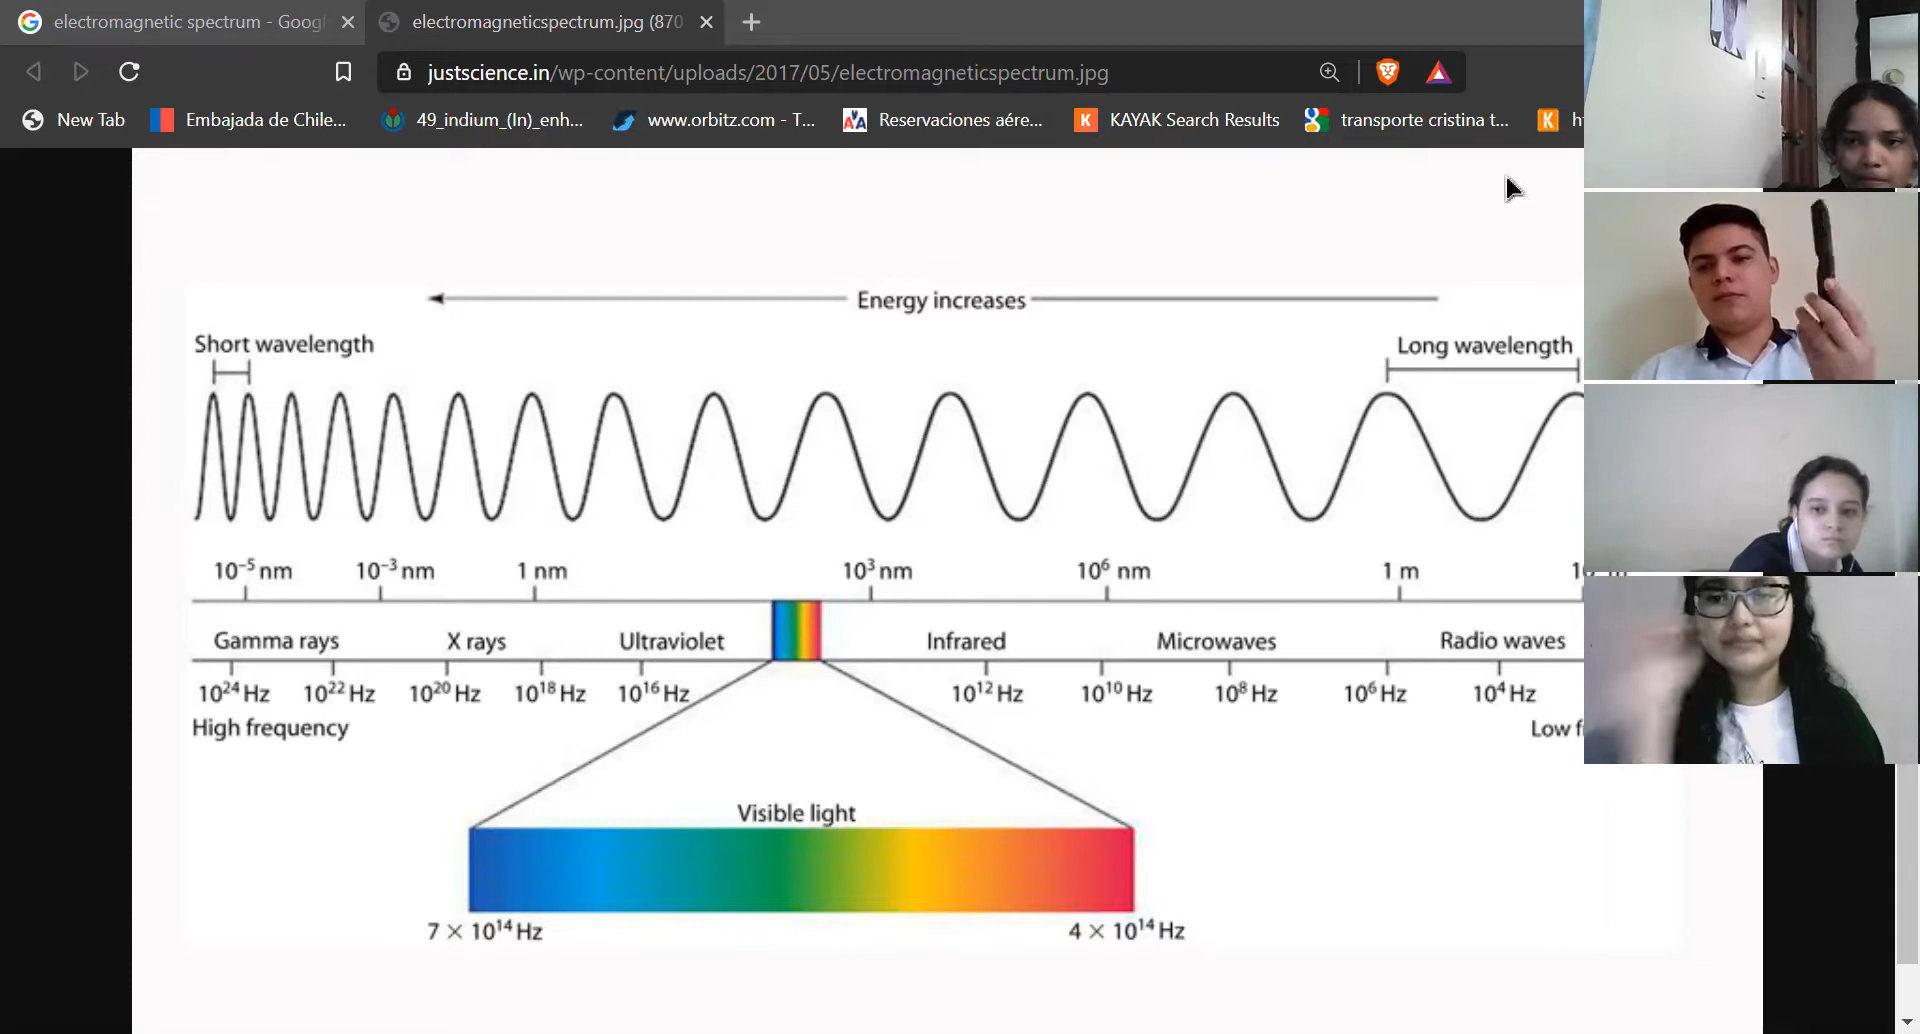 electromagnetic spectrum - Googl
electromagneticspectrum.jpg (870
justscience.in/wp-content/uploads/2017/05/electromagneticspectrum.jpg
New Tab
Embajada de Chile...
49_indium_(In)_enh...
www.orbitz.com - T...
Reservaciones aére...
KAYAK Search Results
transporte cristina t...
Energy increases
Short wavelength
Long wavelength
10⁻⁵ nm 10⁻³ nm 1 nm 10³ nm 10⁶ nm 1 m
Gamma rays X rays Ultraviolet Infrared Microwaves Radio waves
10²⁴ Hz 10²² Hz 10²⁰ Hz 10¹⁸ Hz 10¹⁶ Hz 10¹² Hz 10¹⁰ Hz 10⁸ Hz 10⁶ Hz 10⁴ Hz
High frequency Low f
Visible light
7 × 10¹⁴ Hz 4 × 10¹⁴ Hz